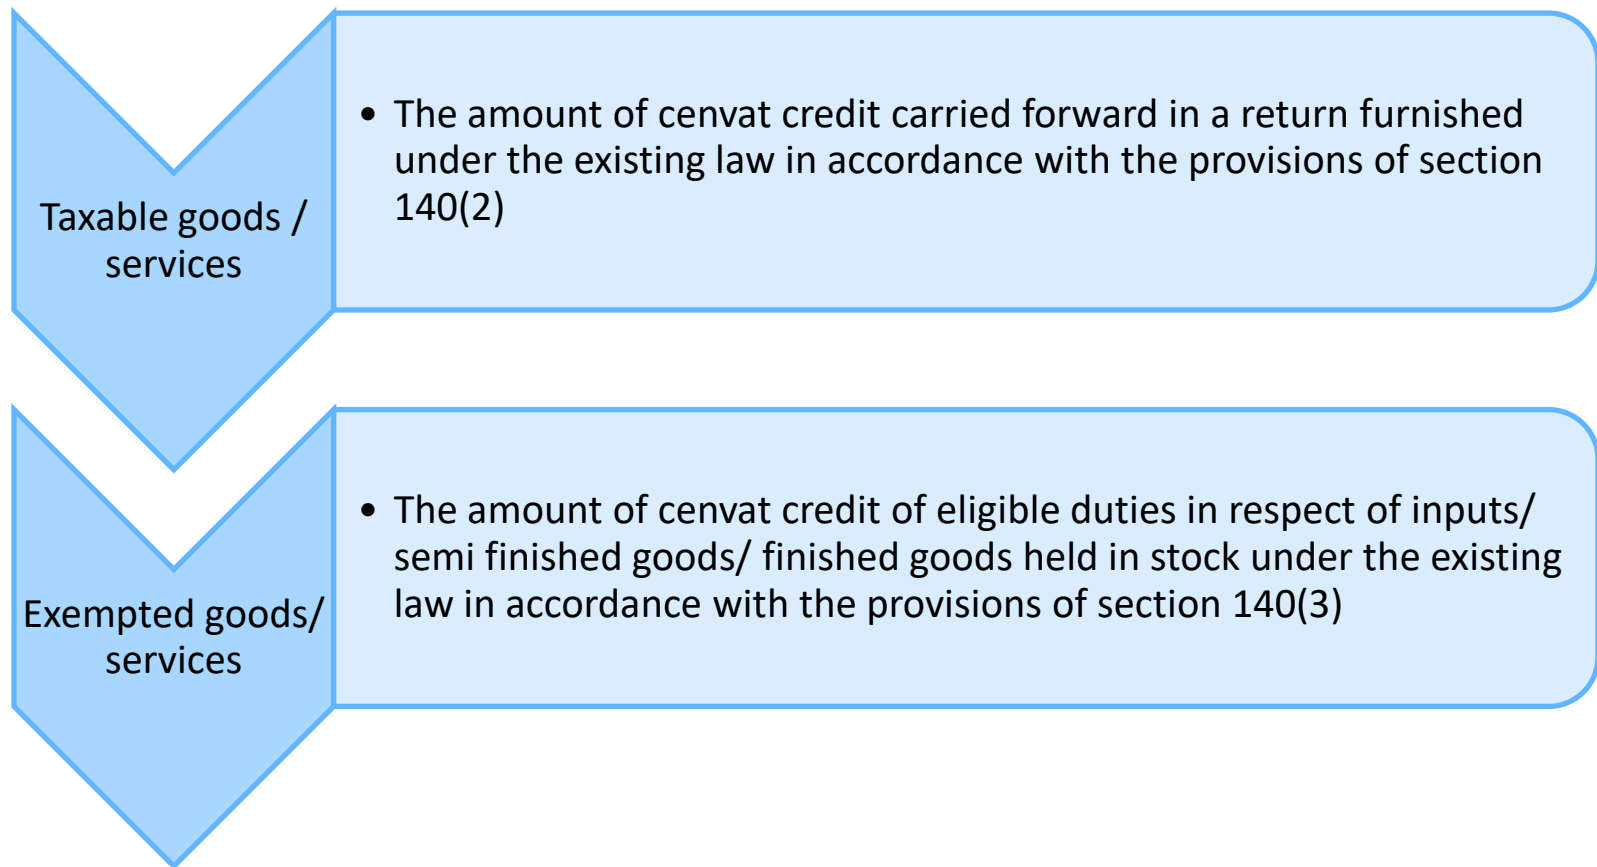 Taxable goods /
services
• The amount of cenvat credit carried forward in a return furnished
under the existing law in accordance with the provisions of section
140(2)
Exempted goods/
services
• The amount of cenvat credit of eligible duties in respect of inputs/
semi finished goods/ finished goods held in stock under the existing
law in accordance with the provisions of section 140(3)